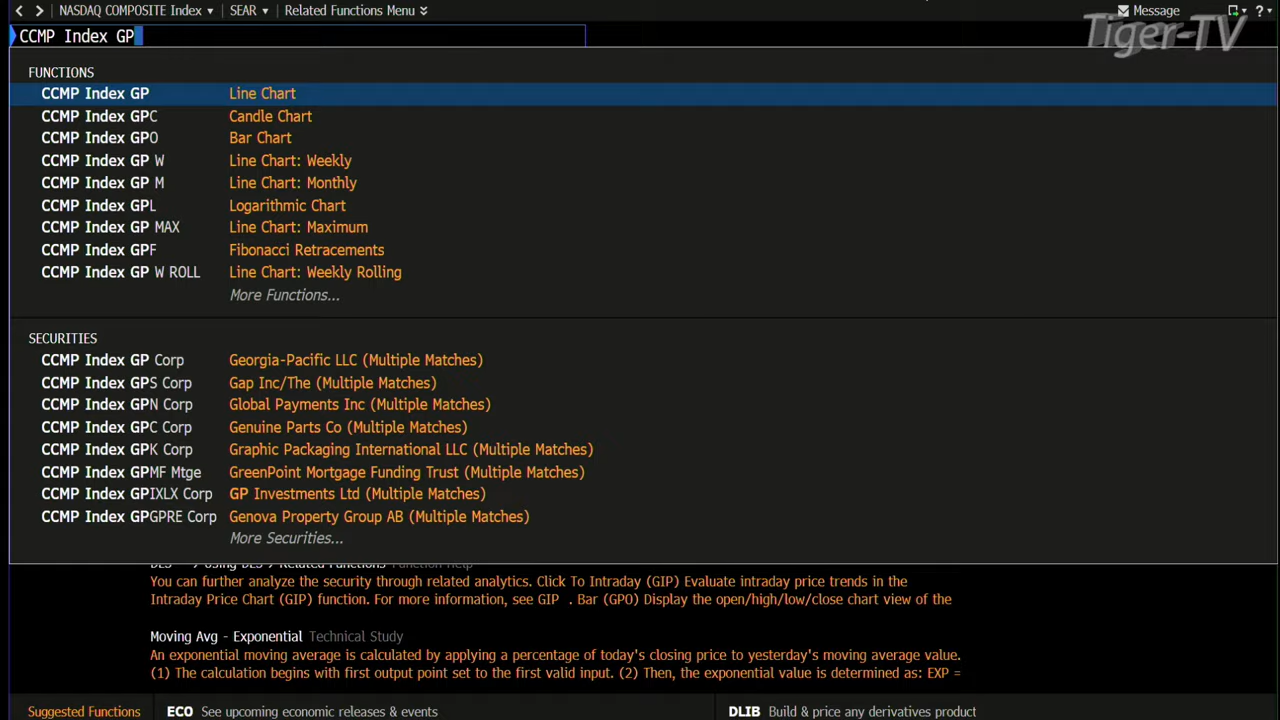 NASDAQ COMPOSITE Index SEAR Related Functions Menu Message ?
CCMP Index GP
Tiger-TV
FUNCTIONS
CCMP Index GP Line Chart
CCMP Index GPC Candle Chart
CCMP Index GPO Bar Chart
CCMP Index GP W Line Chart: Weekly
CCMP Index GP M Line Chart: Monthly
CCMP Index GPL Logarithmic Chart
CCMP Index GP MAX Line Chart: Maximum
CCMP Index GPF Fibonacci Retracements
CCMP Index GP W ROLL Line Chart: Weekly Rolling
More Functions...
SECURITIES
CCMP Index GP Corp Georgia-Pacific LLC (Multiple Matches)
CCMP Index GPS Corp Gap Inc/The (Multiple Matches)
CCMP Index GPN Corp Global Payments Inc (Multiple Matches)
CCMP Index GPC Corp Genuine Parts Co (Multiple Matches)
CCMP Index GPK Corp Graphic Packaging International LLC (Multiple Matches)
CCMP Index GPMF Mtge GreenPoint Mortgage Funding Trust (Multiple Matches)
CCMP Index GPIXLX Corp GP Investments Ltd (Multiple Matches)
CCMP Index GPGPRE Corp Genova Property Group AB (Multiple Matches)
More Securities...
Related Functions Function Help
You can further analyze the security through related analytics. Click To Intraday (GIP) Evaluate intraday price trends in the
Intraday Price Chart (GIP) function. For more information, see GIP . Bar (GPO) Display the open/high/low/close chart view of the
Moving Avg - Exponential Technical Study
An exponential moving average is calculated by applying a percentage of today's closing price to yesterday's moving average value.
(1) The calculation begins with first output point set to the first valid input. (2) Then, the exponential value is determined as: EXP =
Suggested Functions ECO See upcoming economic releases & events DLIB Build & price any derivatives product